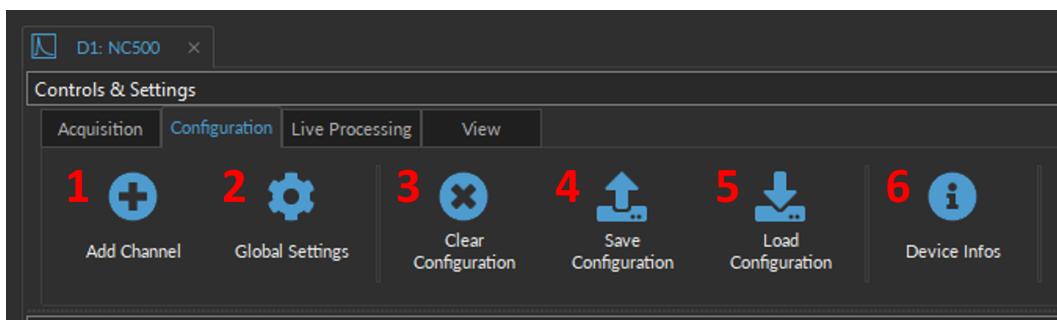 D1: NC500 ×
Controls & Settings
Acquisition Configuration Live Processing View
1 2 3 4 5 6
Add Channel Global Settings Clear Configuration Save Configuration Load Configuration Device Infos